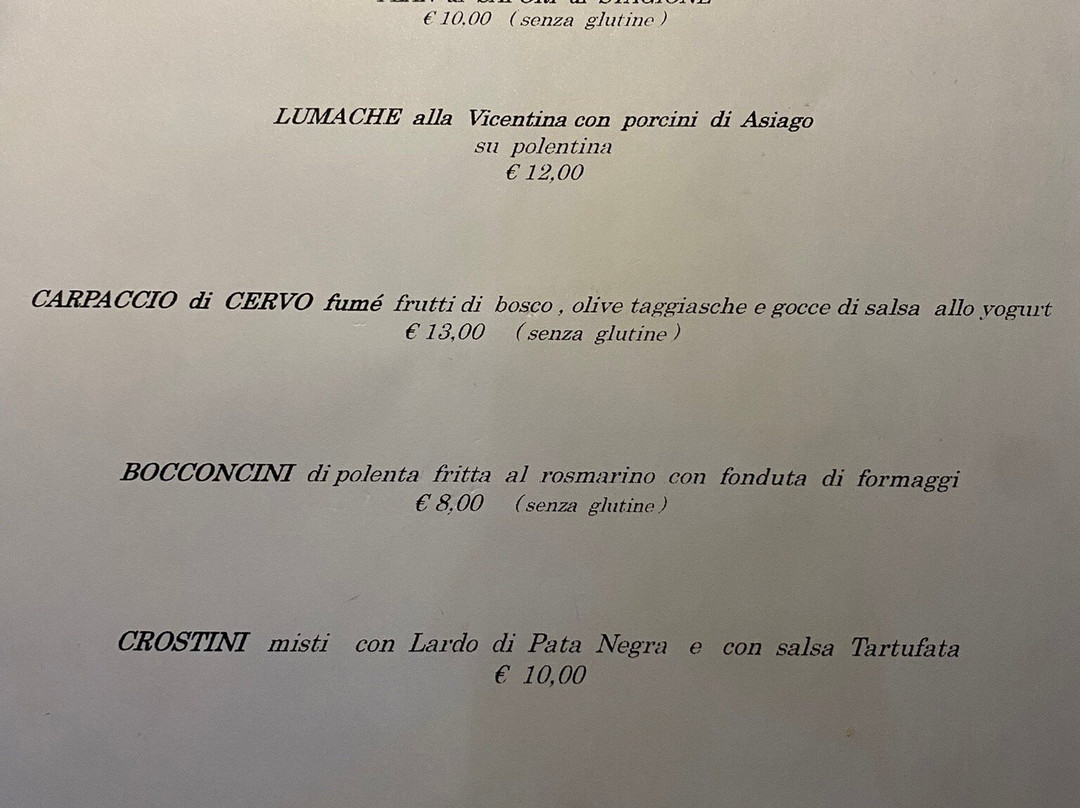 € 10,00 ( senza glutine )
LUMACHE alla Vicentina con porcini di Asiago
su polentina
€ 12,00
CARPACCIO di CERVO fumé frutti di bosco , olive taggiasche e gocce di salsa allo yogurt
€ 13,00 ( senza glutine )
BOCCONCINI di polenta fritta al rosmarino con fonduta di formaggi
€ 8,00 ( senza glutine )
CROSTINI misti con Lardo di Pata Negra e con salsa Tartufata
€ 10,00